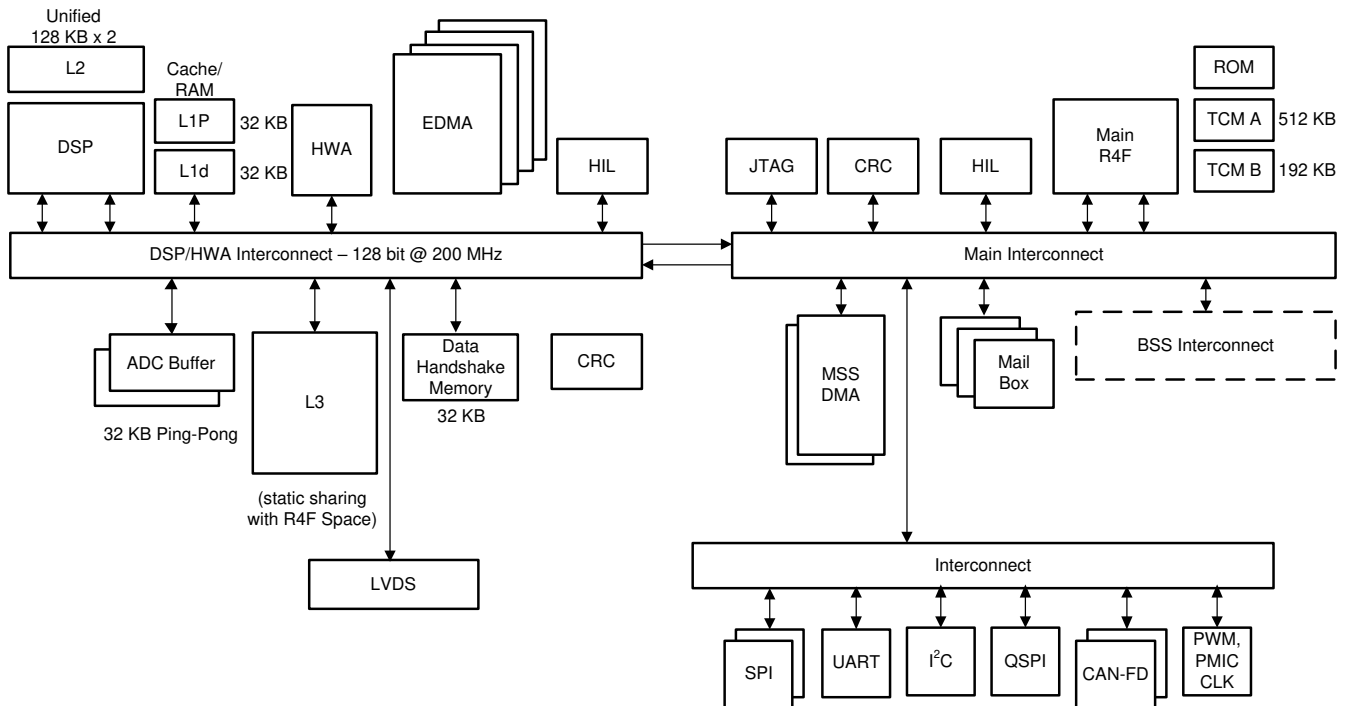 Unified
128 KB x 2
L2
Cache/
RAM
DSP
L1P
32 KB
L1d
32 KB
HWA
EDMA
HIL
JTAG
CRC
HIL
Main
R4F
ROM
TCM A
512 KB
TCM B
192 KB
DSP/HWA Interconnect – 128 bit @ 200 MHz
Main Interconnect
ADC Buffer
32 KB Ping-Pong
L3
(static sharing
with R4F Space)
Data
Handshake
Memory
32 KB
CRC
LVDS
MSS
DMA
Mail
Box
BSS Interconnect
Interconnect
SPI
UART
I²C
QSPI
CAN-FD
PWM,
PMIC
CLK